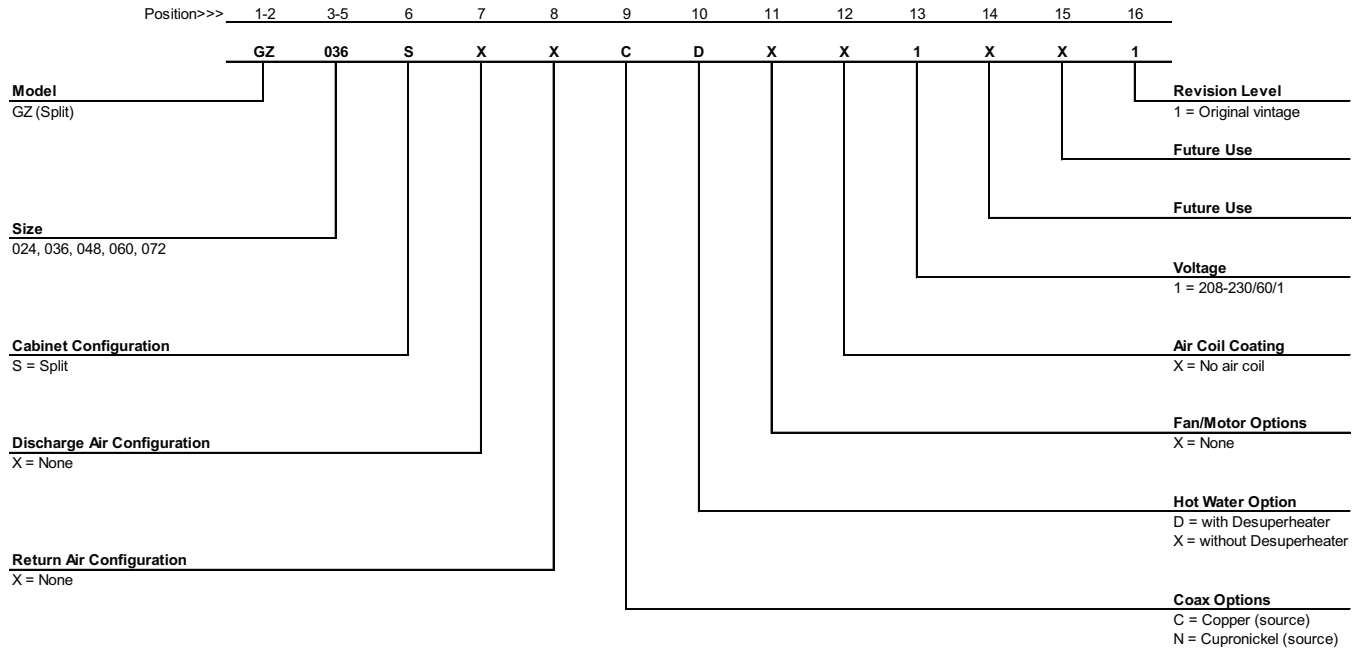 Position>>> 1-2 3-5 6 7 8 9 10 11 12 13 14 15 16
GZ 036 S X X C D X X 1 X X 1
Model
GZ (Split)
Size
024, 036, 048, 060, 072
Cabinet Configuration
S = Split
Discharge Air Configuration
X = None
Return Air Configuration
X = None
Revision Level
1 = Original vintage
Future Use
Future Use
Voltage
1 = 208-230/60/1
Air Coil Coating
X = No air coil
Fan/Motor Options
X = None
Hot Water Option
D = with Desuperheater
X = without Desuperheater
Coax Options
C = Copper (source)
N = Cupronickel (source)